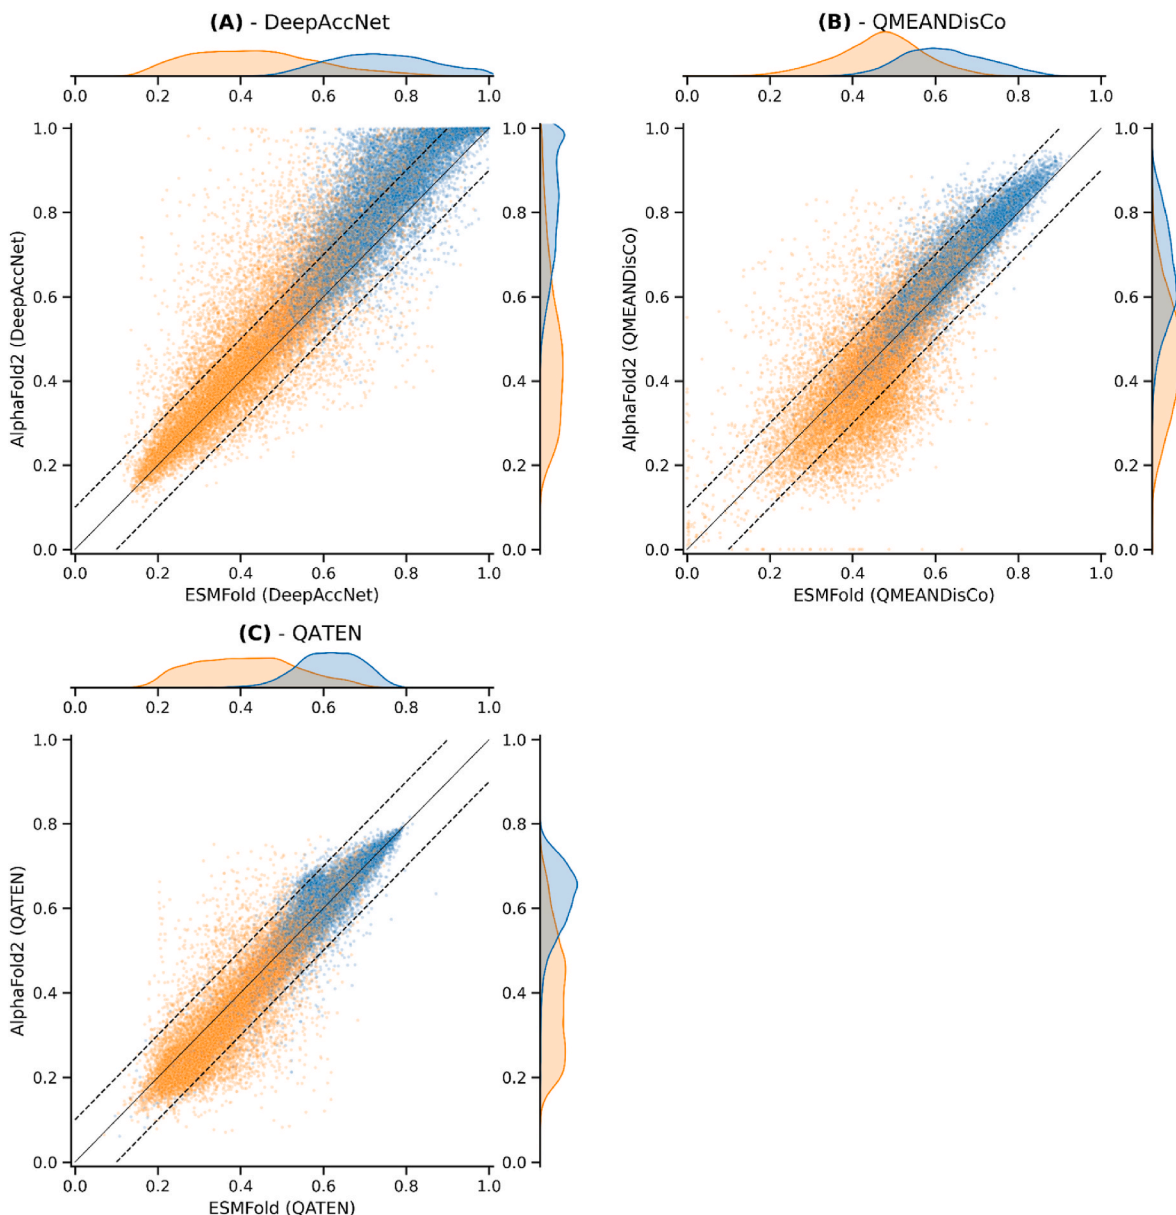 (A) - DeepAccNet
0.0 0.2 0.4 0.6 0.8 1.0
1.0
0.8
0.6
0.4
0.2
0.0
AlphaFold2 (DeepAccNet)
0.0 0.2 0.4 0.6 0.8 1.0
ESMFold (DeepAccNet)
1.0
0.8
0.6
0.4
0.2
0.0
(B) - QMEANDisCo
0.0 0.2 0.4 0.6 0.8 1.0
1.0
0.8
0.6
0.4
0.2
0.0
AlphaFold2 (QMEANDisCo)
0.0 0.2 0.4 0.6 0.8 1.0
ESMFold (QMEANDisCo)
1.0
0.8
0.6
0.4
0.2
0.0
(C) - QATEN
0.0 0.2 0.4 0.6 0.8 1.0
1.0
0.8
0.6
0.4
0.2
0.0
AlphaFold2 (QATEN)
0.0 0.2 0.4 0.6 0.8 1.0
ESMFold (QATEN)
1.0
0.8
0.6
0.4
0.2
0.0